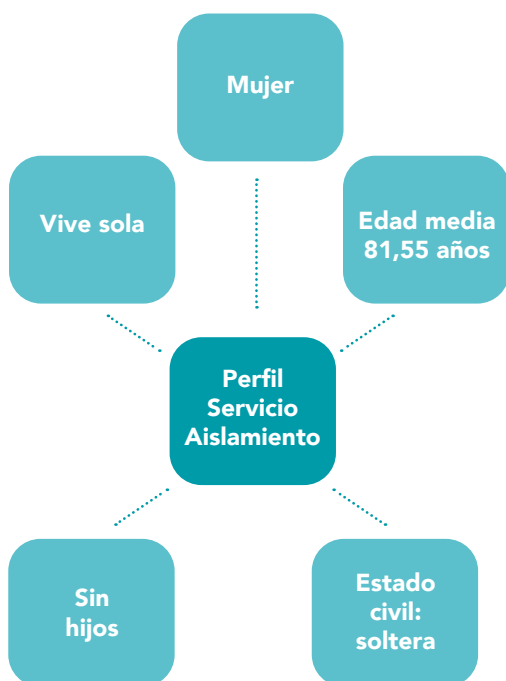 Mujer
Vive sola
Edad media
81,55 años
Perfil
Servicio
Aislamiento
Sin
hijos
Estado
civil:
soltera